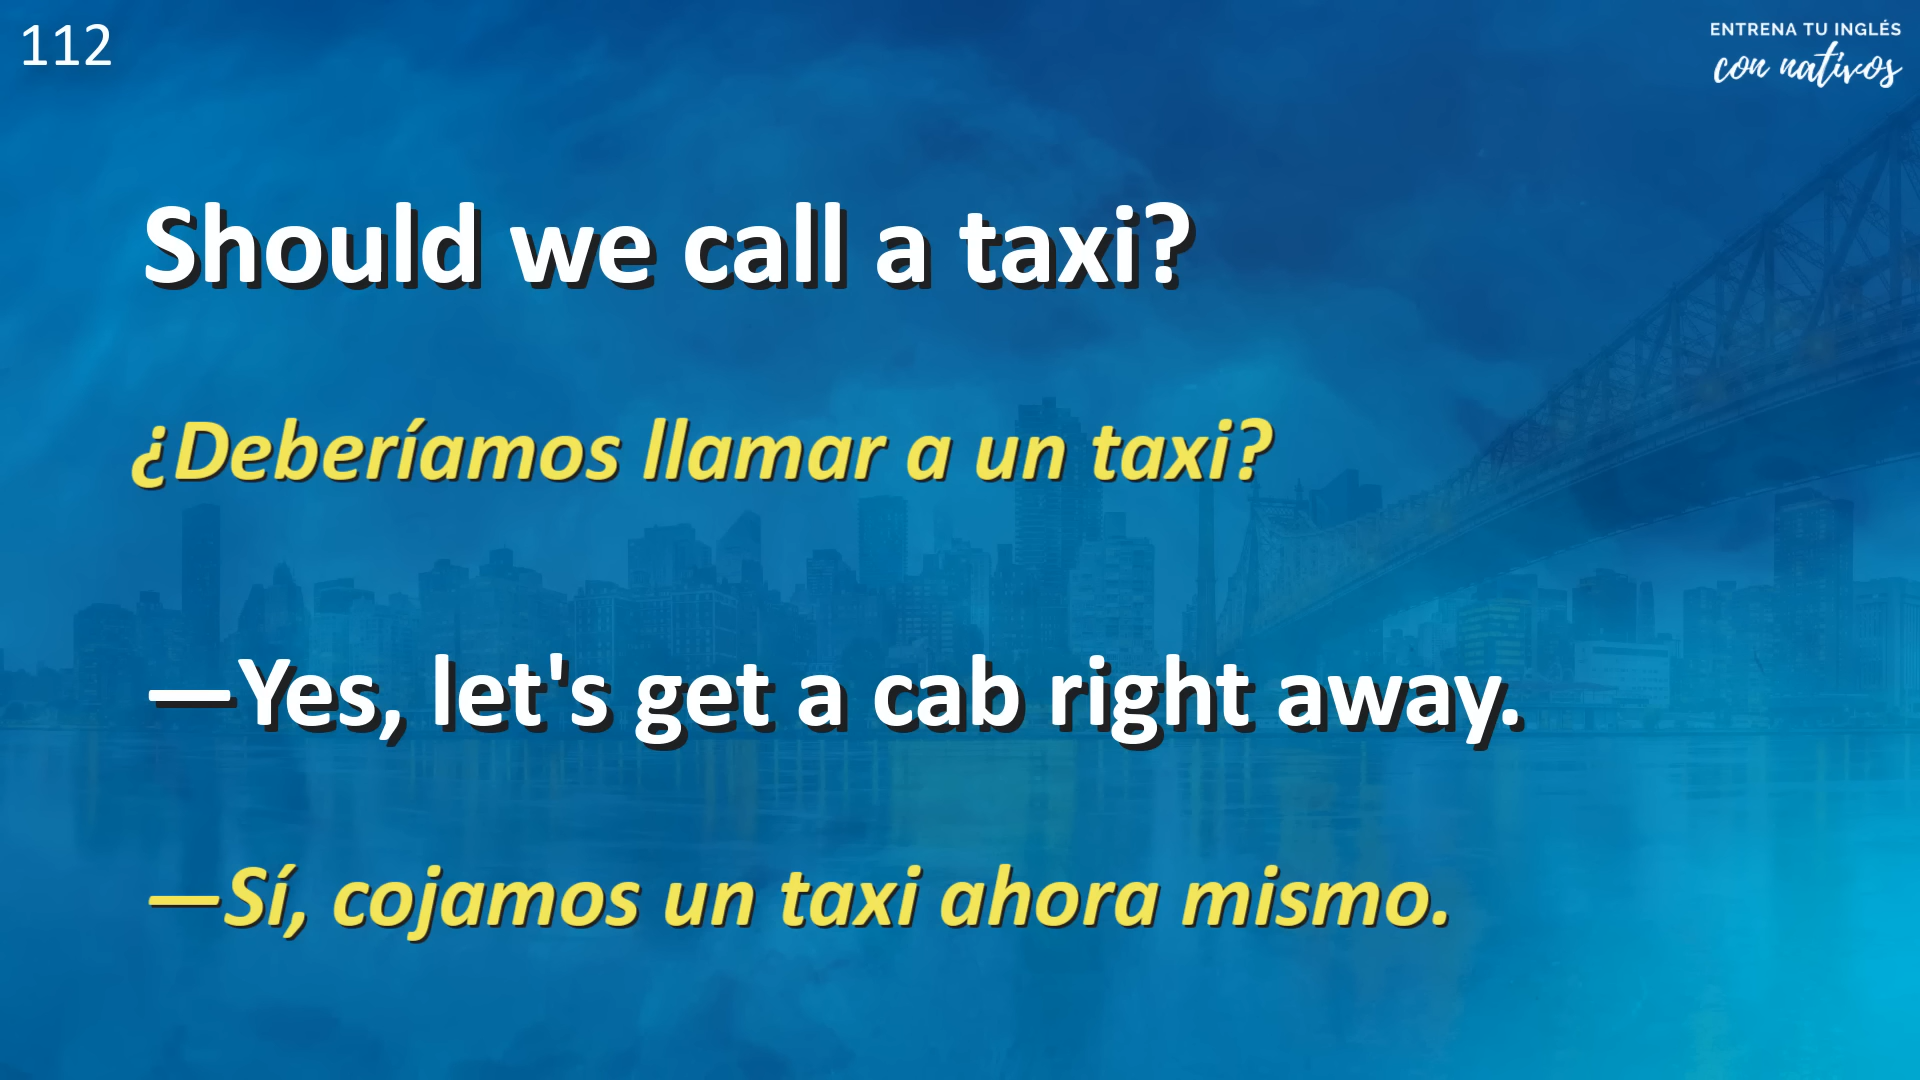 112
ENTRENA TU INGLÉS
con nativos
Should we call a taxi?
¿Deberíamos llamar a un taxi?
—Yes, let's get a cab right away.
—Sí, cojamos un taxi ahora mismo.